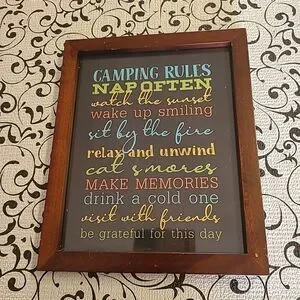 CAMPING RULES
NAP OFTEN
watch the sunset
wake up smiling
sit by the fire
relax and unwind
eat s'mores
MAKE MEMORIES
drink a cold one
visit with friends
be grateful for this day